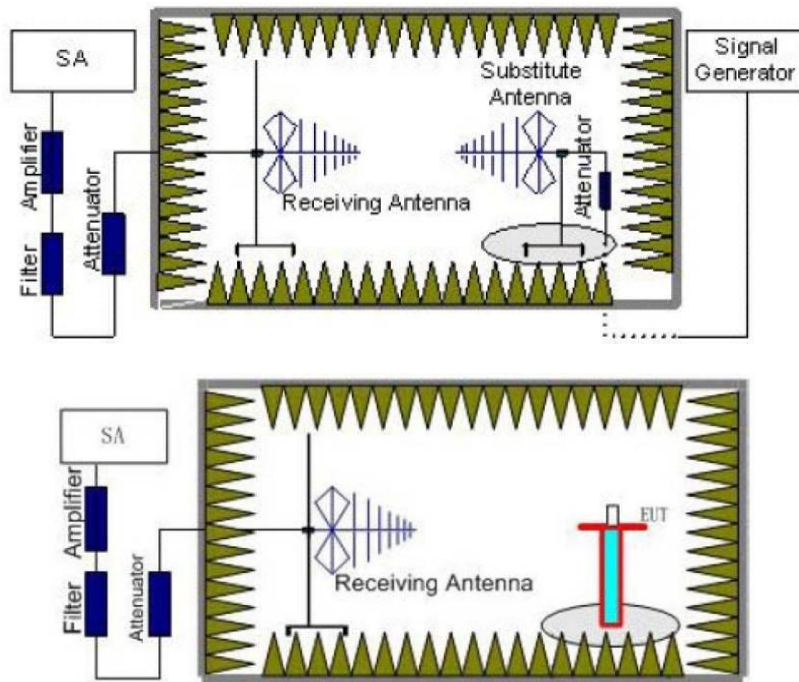 SA
Amplifier
Filter
Attenuator
Receiving Antenna
Substitute
Antenna
Attenuator
Signal
Generator
SA
Amplifier
Filter
Attenuator
Receiving Antenna
EUT